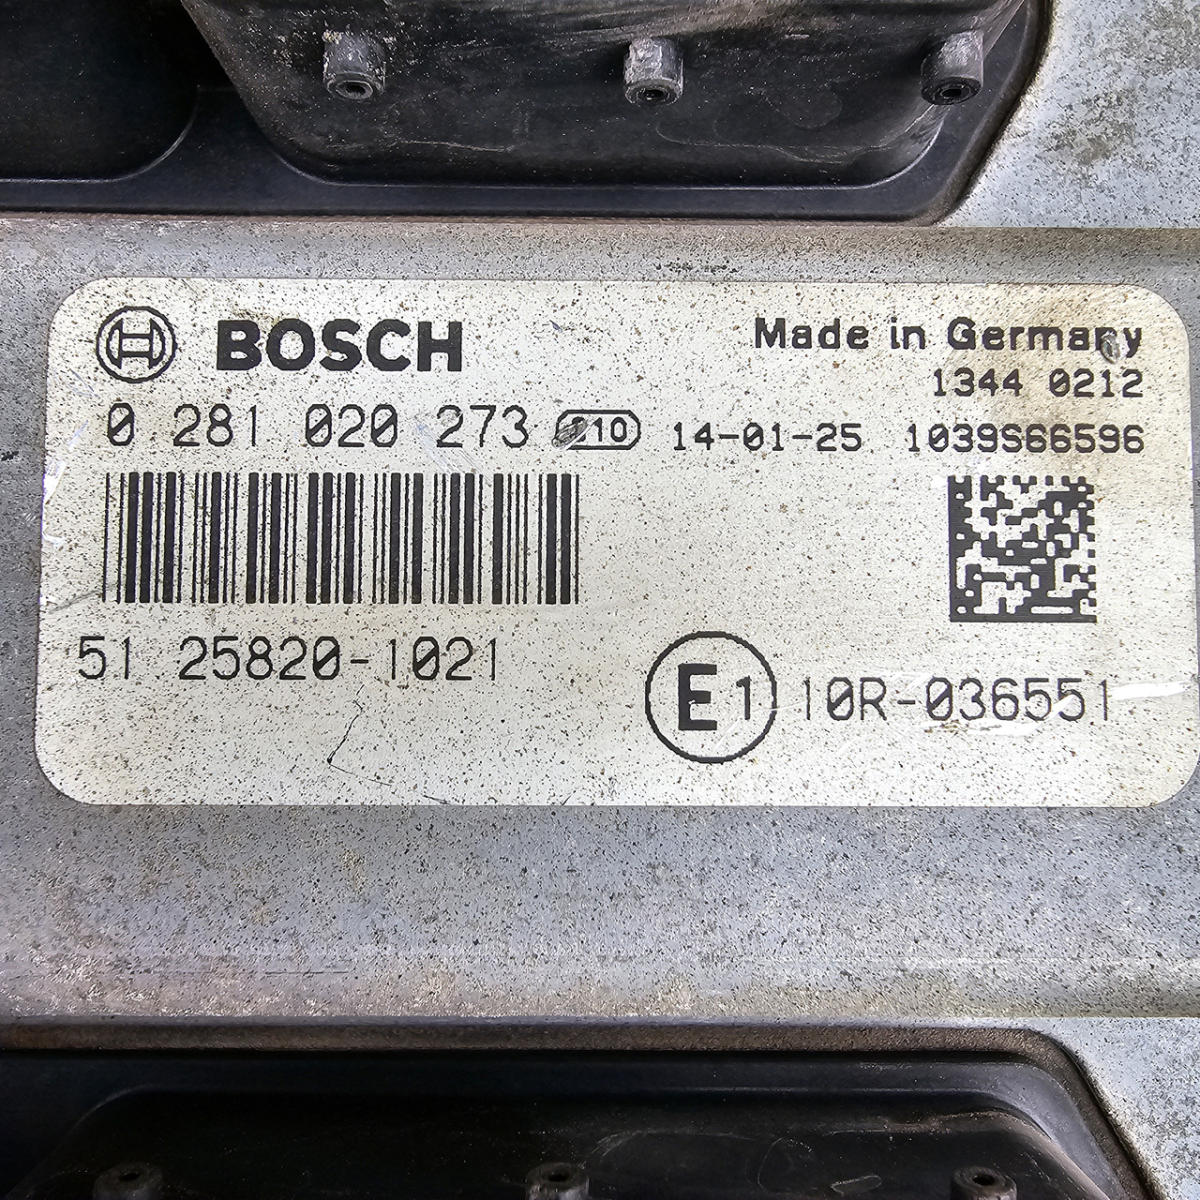 BOSCH
Made in Germany
1344 0212
0 281 020 273 14-01-25 1039S66596
51 25820-1021
E1 10R-036551